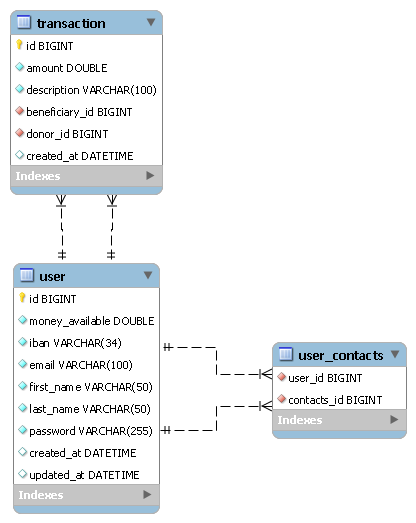 transaction
id BIGINT
amount DOUBLE
description VARCHAR(100)
beneficiary_id BIGINT
donor_id BIGINT
created_at DATETIME
Indexes
user
id BIGINT
money_available DOUBLE
iban VARCHAR(34)
email VARCHAR(100)
first_name VARCHAR(50)
last_name VARCHAR(50)
password VARCHAR(255)
created_at DATETIME
updated_at DATETIME
Indexes
user_contacts
user_id BIGINT
contacts_id BIGINT
Indexes